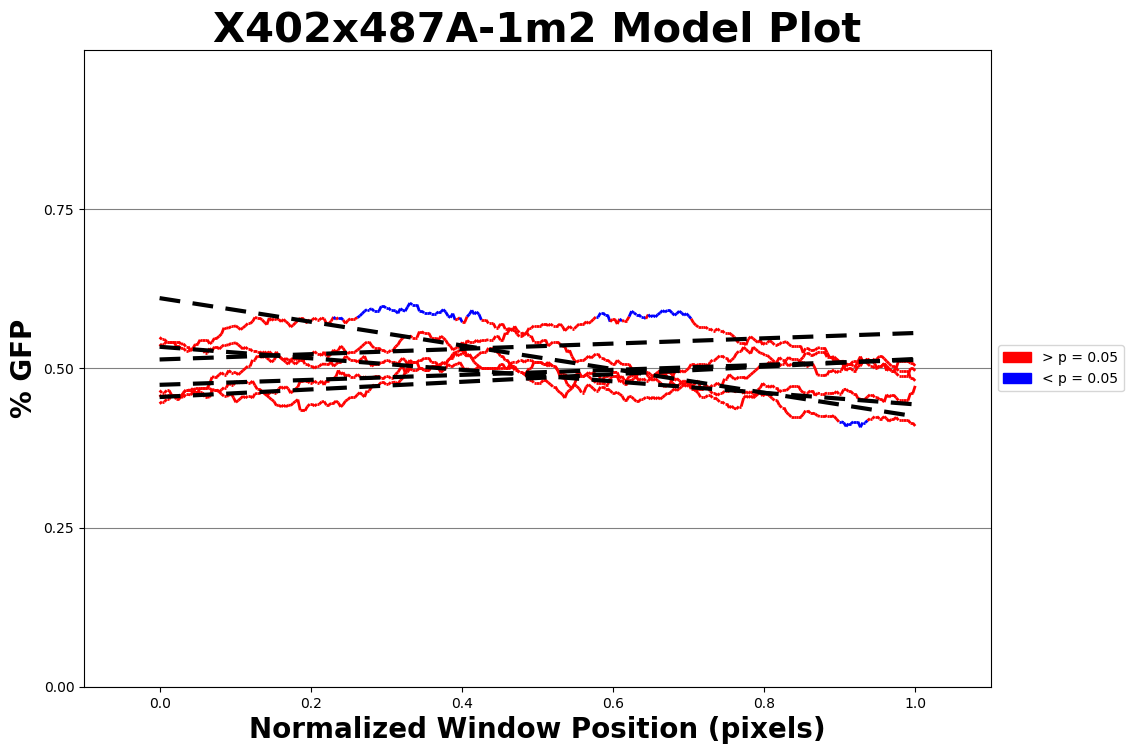 X402x487A-1m2 Model Plot
% GFP
0.75
0.50
0.25
0.00
0.0 0.2 0.4 0.6 0.8 1.0
Normalized Window Position (pixels)
> p = 0.05
< p = 0.05